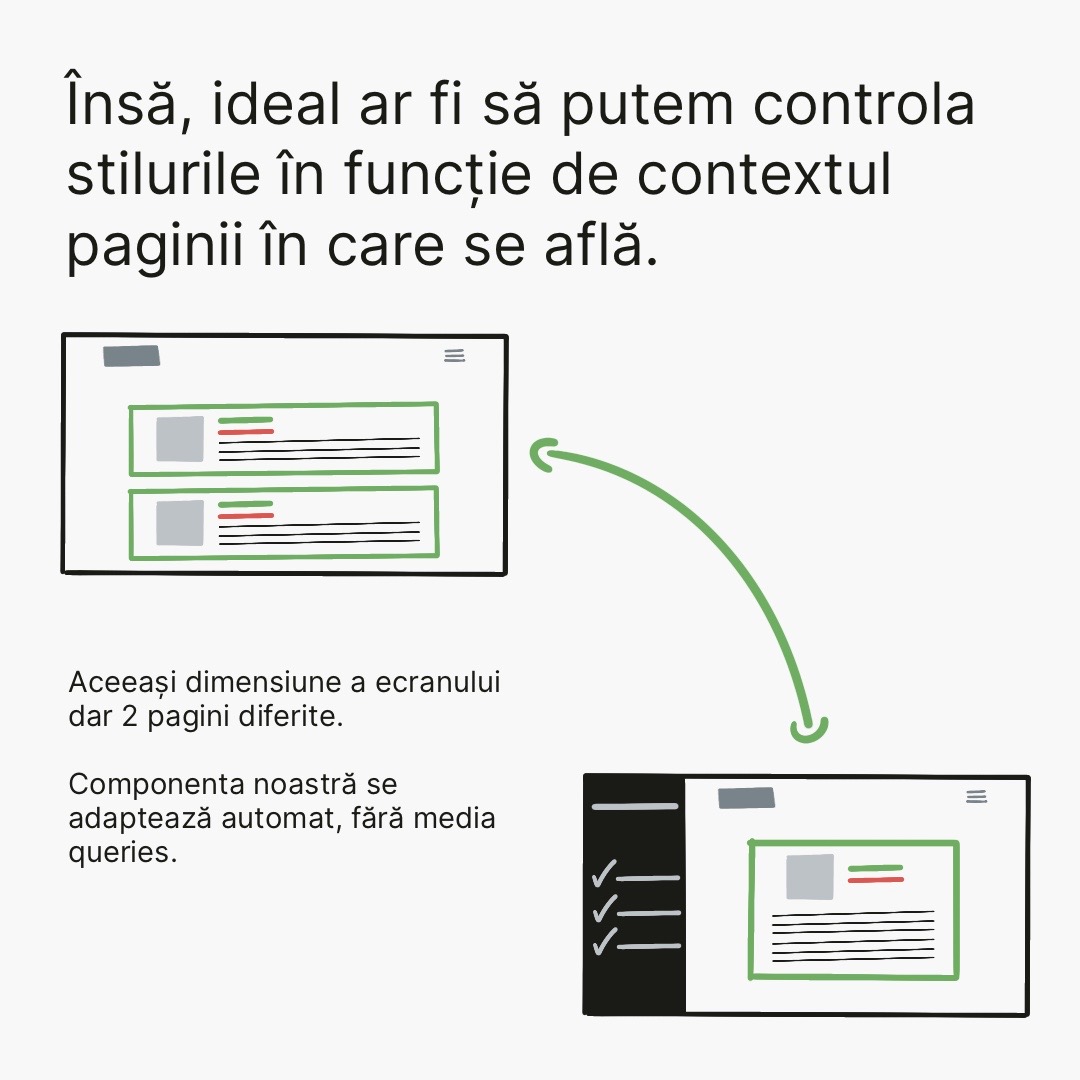 Însă, ideal ar fi să putem controla
stilurile în funcție de contextul
paginii în care se află.
Aceeași dimensiune a ecranului
dar 2 pagini diferite.
Componenta noastră se
adaptează automat, fără media
queries.